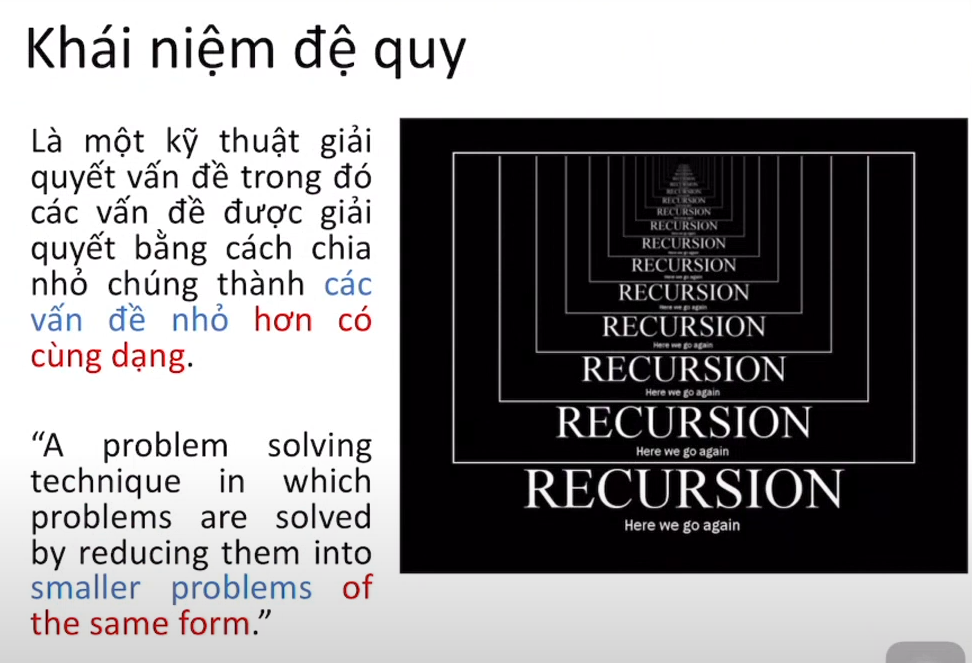 Khái niệm đệ quy
Là một kỹ thuật giải
quyết vấn đề trong đó
các vấn đề được giải
quyết bằng cách chia
nhỏ chúng thành các
vấn đề nhỏ hơn có
cùng dạng.
“A problem solving
technique in which
problems are solved
by reducing them into
smaller problems of
the same form.”
RECURSION
RECURSION
RECURSION
RECURSION
RECURSION
Here we go again
RECURSION
Here we go again
RECURSION
Here we go again
RECURSION
Here we go again
RECURSION
Here we go again
RECURSION
Here we go again